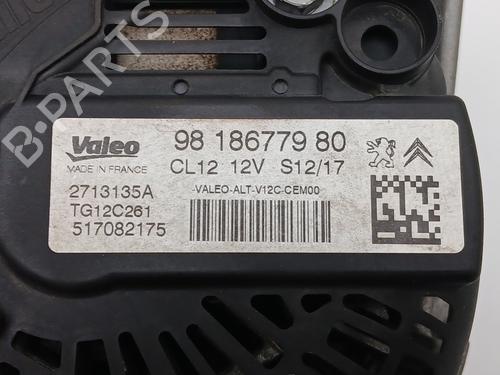 B-PARTS
Valeo
MADE IN FRANCE
98 186779 80
CL12 12V S12/17
2713135A
TG12C261
517082175
-VALEO-ALT-V12C-CEM00